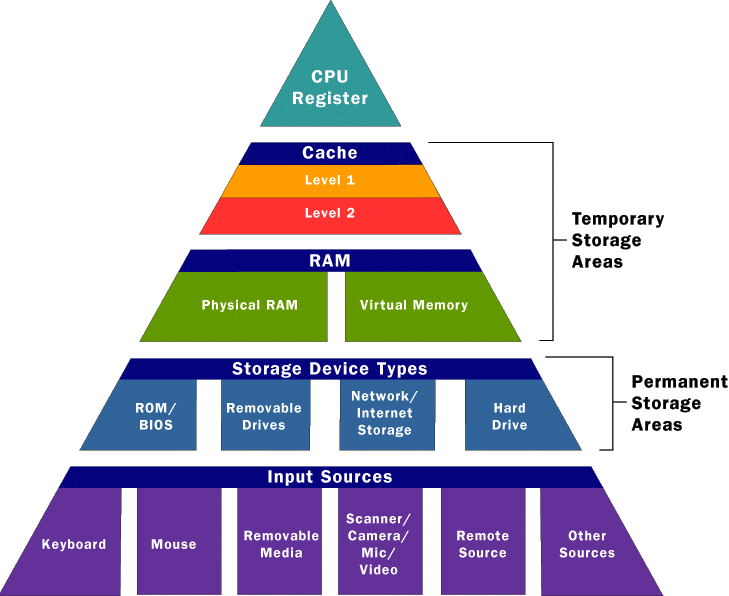 CPU
Register
Cache
Level 1
Level 2
Temporary
Storage
Areas
RAM
Physical RAM
Virtual Memory
Storage Device Types
ROM/
BIOS
Removable
Drives
Network/
Internet
Storage
Hard
Drive
Permanent
Storage
Areas
Input Sources
Keyboard
Mouse
Removable
Media
Scanner/
Camera/
Mic/
Video
Remote
Source
Other
Sources